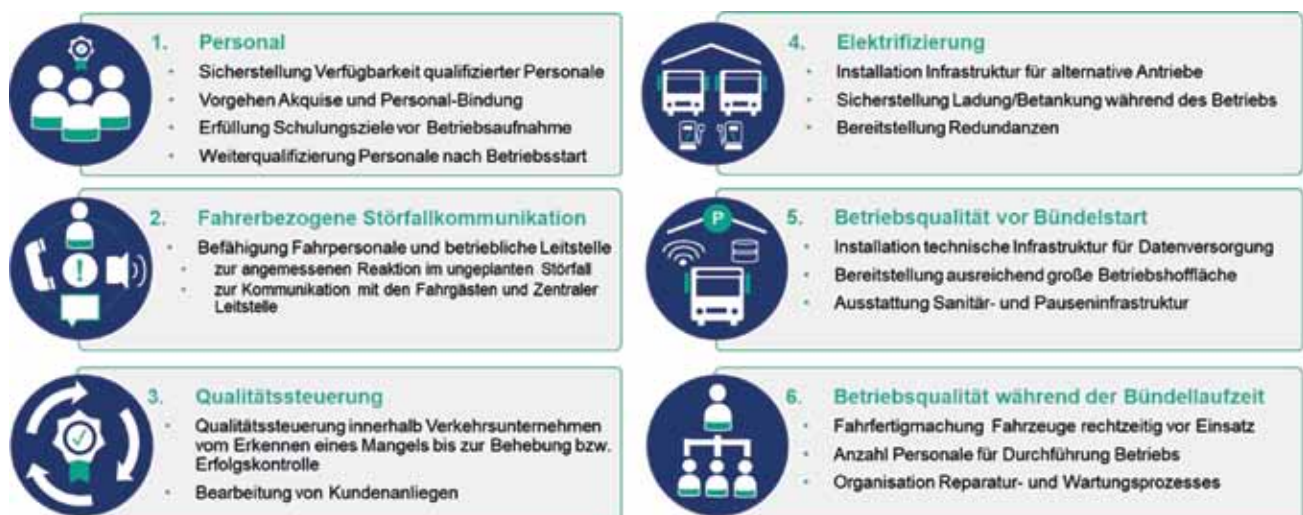 1. Personal
· Sicherstellung Verfügbarkeit qualifizierter Personale
· Vorgehen Akquise und Personal-Bindung
· Erfüllung Schulungsziele vor Betriebsaufnahme
· Weiterqualifizierung Personale nach Betriebsstart
2. Fahrerbezogene Störfallkommunikation
· Befähigung Fahrpersonale und betriebliche Leitstelle
· zur angemessenen Reaktion im ungeplanten Störfall
· zur Kommunikation mit den Fahrgästen und Zentraler
Leitstelle
3. Qualitätssteuerung
· Qualitätssteuerung innerhalb Verkehrsunternehmen
vom Erkennen eines Mangels bis zur Behebung bzw.
Erfolgskontrolle
· Bearbeitung von Kundenanliegen
4. Elektrifizierung
· Installation Infrastruktur für alternative Antriebe
· Sicherstellung Ladung/Betankung während des Betriebs
· Bereitstellung Redundanzen
P
5. Betriebsqualität vor Bündelstart
· Installation technische Infrastruktur für Datenversorgung
· Bereitstellung ausreichend große Betriebshoffläche
· Ausstattung Sanitär- und Pauseninfrastruktur
6. Betriebsqualität während der Bündellaufzeit
· Fahrfertigmachung Fahrzeuge rechtzeitig vor Einsatz
· Anzahl Personale für Durchführung Betriebs
· Organisation Reparatur- und Wartungsprozesses